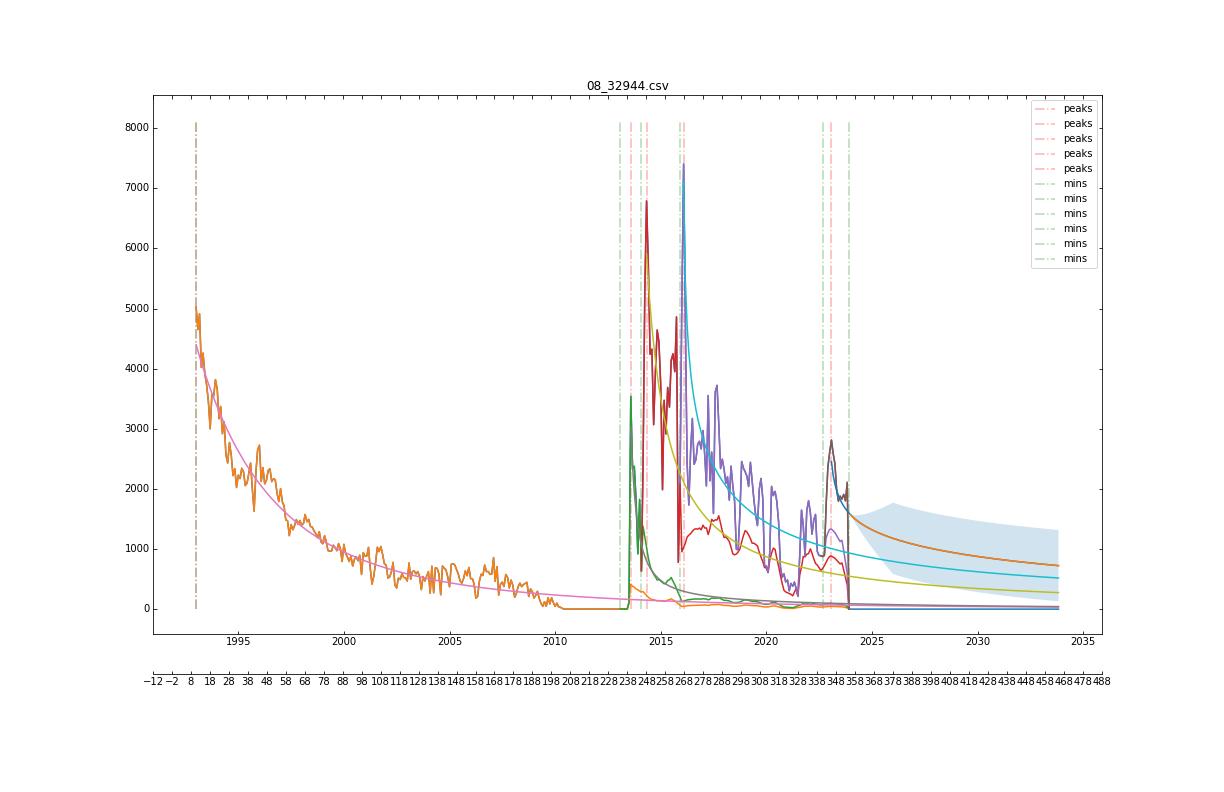 08_32944.csv
peaks
peaks
peaks
peaks
peaks
mins
mins
mins
mins
mins
mins
8000
7000
6000
5000
4000
3000
2000
1000
0
1995 2000 2005 2010 2015 2020 2025 2030 2035
−12 −2 8 18 28 38 48 58 68 78 88 98 108 118 128 138 148 158 168 178 188 198 208 218 228 238 248 258 268 278 288 298 308 318 328 338 348 358 368 378 388 398 408 418 428 438 448 458 468 478 488